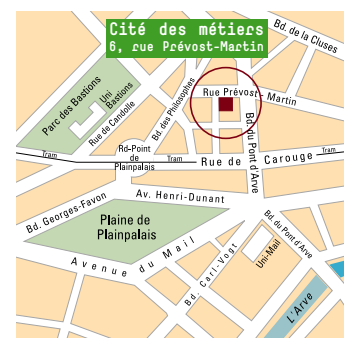 Cité des métiers
6, rue Prévost-Martin
Bd. de la Cluses
Parc des Bastions
Uni
Bastions
Rue de Candolle
Bd. des Philosophes
Rue Prévost - Martin
Bd. du Pont d'Arve
Rd-Point
de
Plainpalais
Tram
Tram
Rue de Carouge
Tram
Bd. Georges-Favon
Av. Henri-Dunant
Plaine de
Plainpalais
Avenue du Mail
Bd. Carl-Vogt
Uni-Mail
Bd. du Pont d'Arve
L'Arve